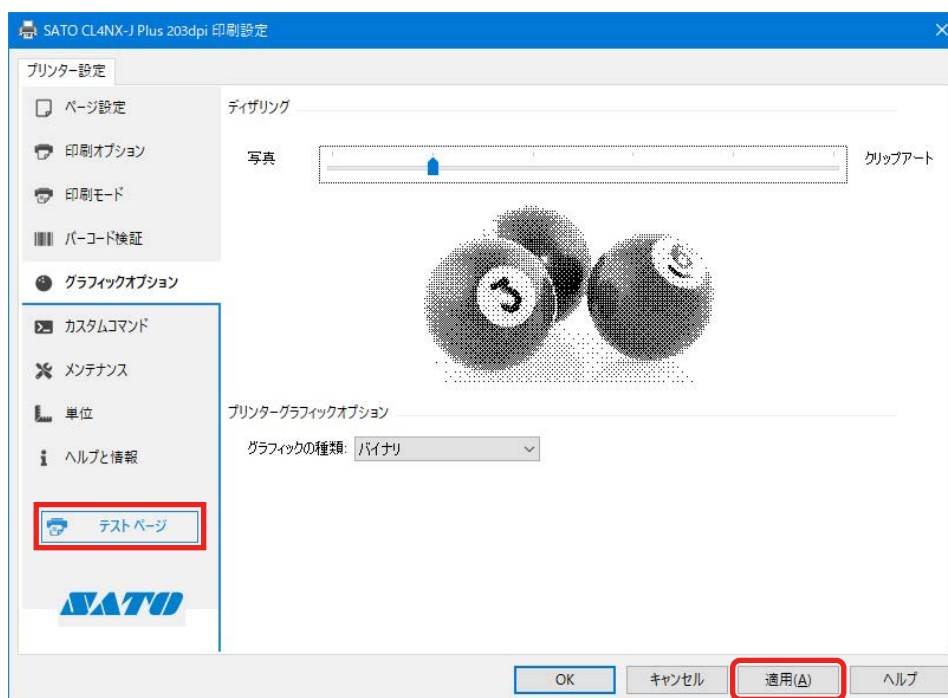 SATO CL4NX-J Plus 203dpi 印刷設定
プリンター設定
ページ設定
印刷オプション
印刷モード
バーコード検証
グラフィックオプション
カスタムコマンド
メンテナンス
単位
ヘルプと情報
テスト ページ
SATO
ディザリング
写真
クリップアート
プリンターグラフィックオプション
グラフィックの種類: バイナリ
OK
キャンセル
適用(A)
ヘルプ